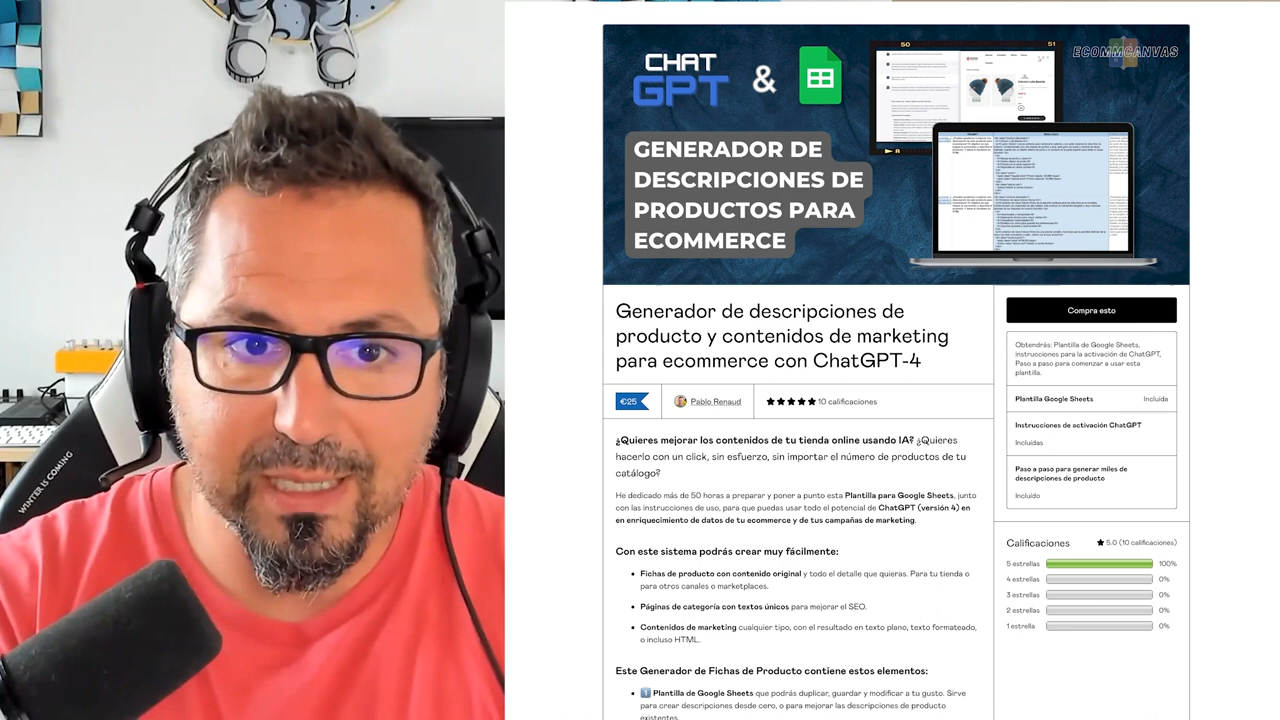 WINTER IS COMING
CHAT
GPT
&
50
51
A
ECOMMCANVAS
GENERADOR DE
DESCRIPCIONES DE
PRODUCTOS PARA
ECOMMERCE
Generador de descripciones de
producto y contenidos de marketing
para ecommerce con ChatGPT-4
€25
Pablo Renaud
10 calificaciones
¿Quieres mejorar los contenidos de tu tienda online usando IA? ¿Quieres
hacerlo con un click, sin esfuerzo, sin importar el número de productos de tu
catálogo?
He dedicado más de 50 horas a preparar y poner a punto esta Plantilla para Google Sheets, junto
con las instrucciones de uso, para que puedas usar todo el potencial de ChatGPT (versión 4) en
en enriquecimiento de datos de tu ecommerce y de tus campañas de marketing.
Con este sistema podrás crear muy fácilmente:
• Fichas de producto con contenido original y todo el detalle que quieras. Para tu tienda o
para otros canales o marketplaces.
• Páginas de categoría con textos únicos para mejorar el SEO.
• Contenidos de marketing cualquier tipo, con el resultado en texto plano, texto formateado,
o incluso HTML.
Este Generador de Fichas de Producto contiene estos elementos:
• 1️⃣ Plantilla de Google Sheets que podrás duplicar, guardar y modificar a tu gusto. Sirve
para crear descripciones desde cero, o para mejorar las descripciones de producto
existentes.
Compra esto
Obtendrás: Plantilla de Google Sheets,
instrucciones para la activación de ChatGPT,
Paso a paso para comenzar a usar esta
plantilla.
Plantilla Google Sheets Incluida
Instrucciones de activación ChatGPT
Incluídas
Paso a paso para generar miles de
descripciones de producto
Incluído
Calificaciones ★ 5.0 (10 calificaciones)
5 estrellas 100%
4 estrellas 0%
3 estrellas 0%
2 estrellas 0%
1 estrella 0%